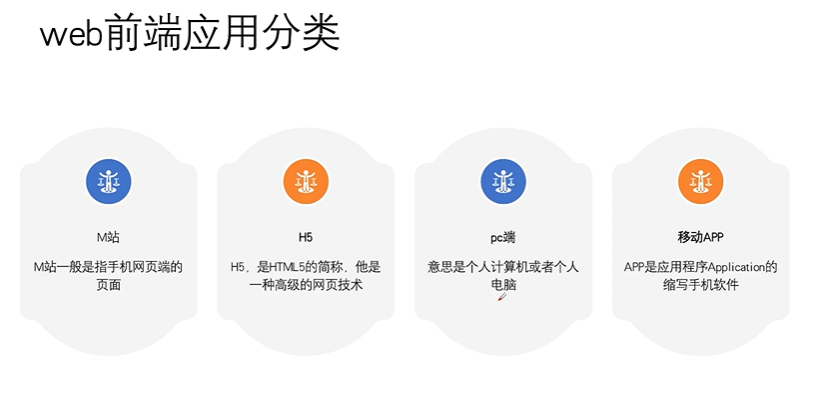 web前端应用分类
M站
M站一般是指手机网页端的
页面
H5
H5，是HTML5的简称，他是
一种高级的网页技术
pc端
意思是个人计算机或者个人
电脑
移动APP
APP是应用程序Application的
缩写手机软件